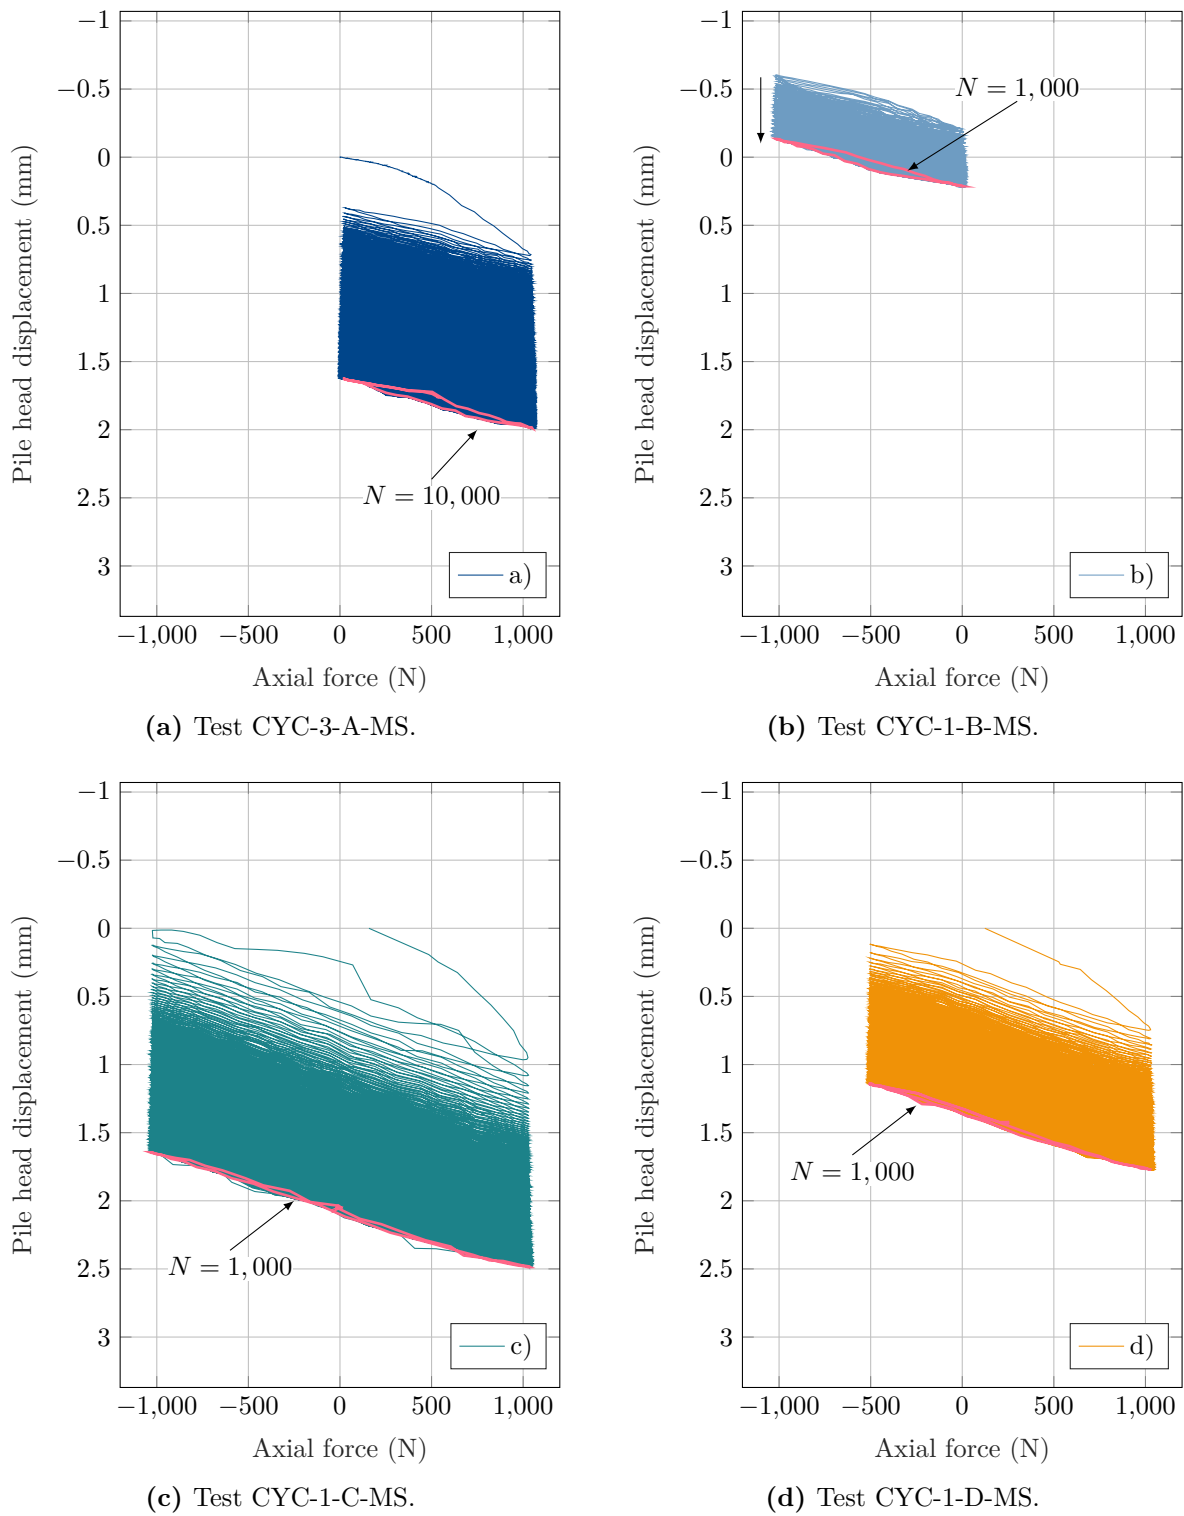 −1
−0.5
0
0.5
1
1.5
2
2.5
3
Pile head displacement (mm)
N = 10,000
a)
−1,000 −500 0 500 1,000
Axial force (N)
(a) Test CYC-3-A-MS.
−1
−0.5
0
0.5
1
1.5
2
2.5
3
Pile head displacement (mm)
N = 1,000
b)
−1,000 −500 0 500 1,000
Axial force (N)
(b) Test CYC-1-B-MS.
−1
−0.5
0
0.5
1
1.5
2
2.5
3
Pile head displacement (mm)
N = 1,000
c)
−1,000 −500 0 500 1,000
Axial force (N)
(c) Test CYC-1-C-MS.
−1
−0.5
0
0.5
1
1.5
2
2.5
3
Pile head displacement (mm)
N = 1,000
d)
−1,000 −500 0 500 1,000
Axial force (N)
(d) Test CYC-1-D-MS.